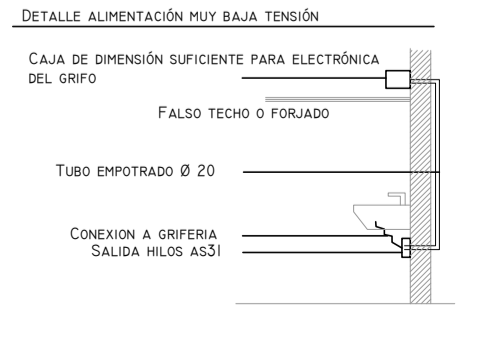 DETALLE ALIMENTACIÓN MUY BAJA TENSIÓN
CAJA DE DIMENSIÓN SUFICIENTE PARA ELECTRÓNICA
DEL GRIFO
FALSO TECHO O FORJADO
TUBO EMPOTRADO Ø 20
CONEXION A GRIFERIA
SALIDA HILOS AS31